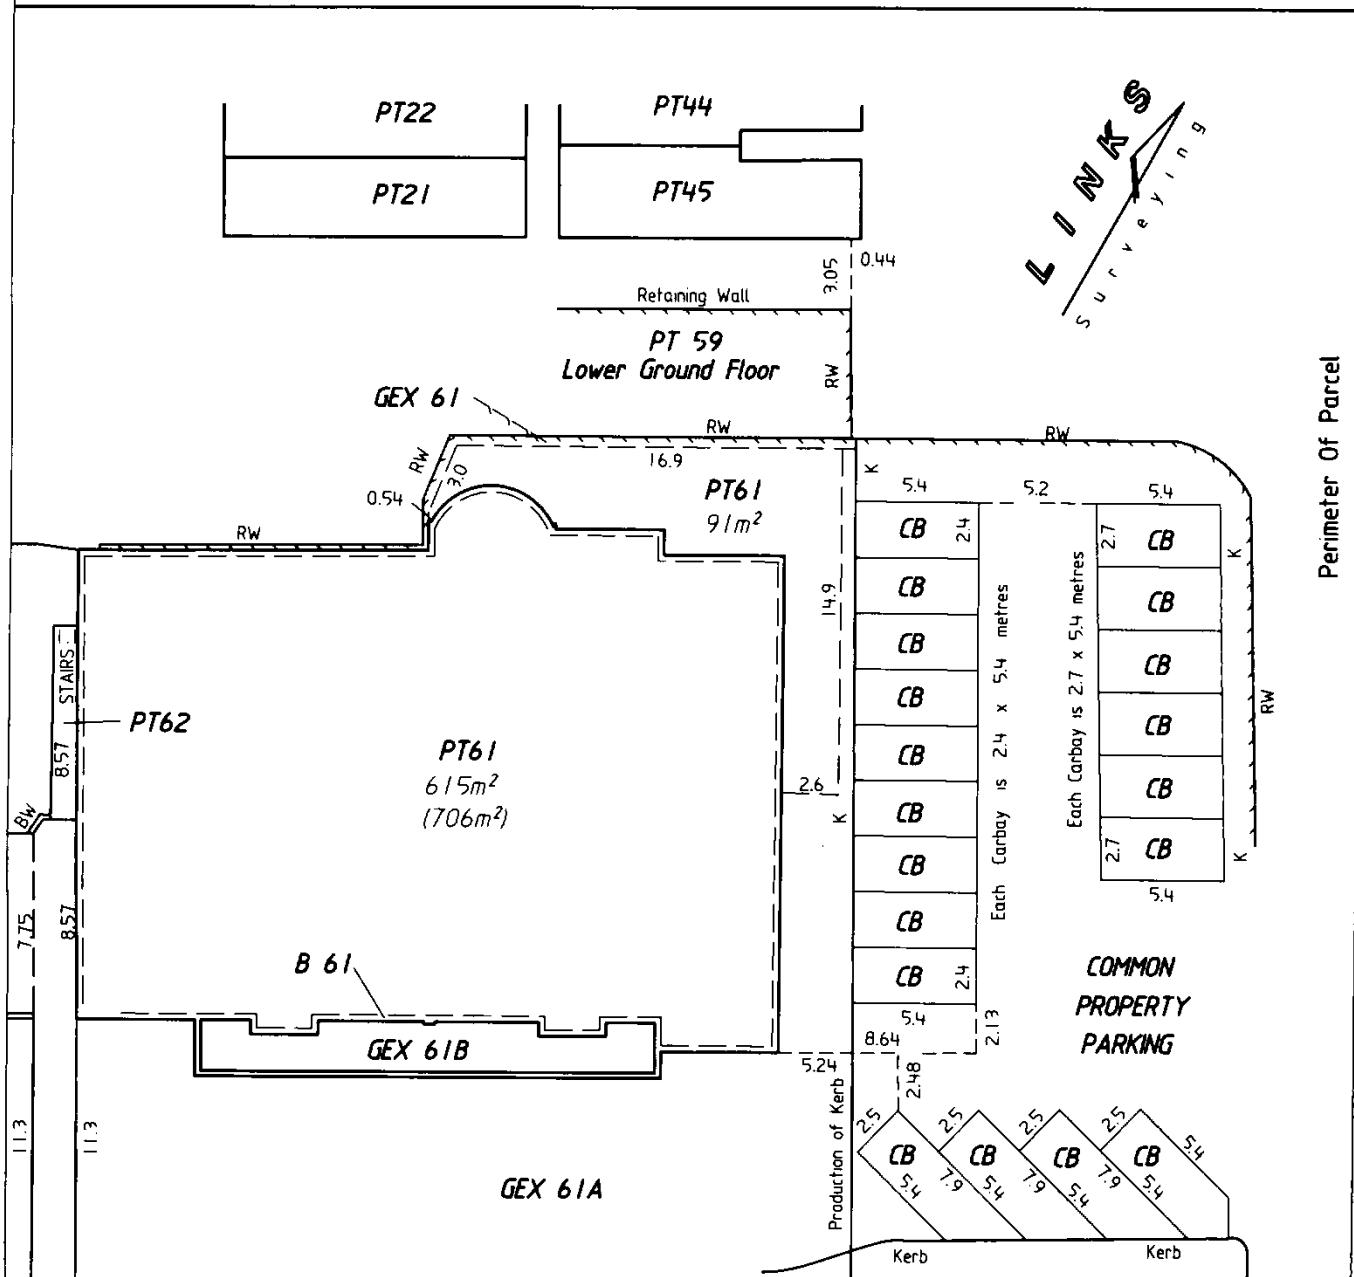 PT22
PT44
PT21
PT45
LINKS
Surveying
3.05
0.44
Retaining Wall
PT 59
Lower Ground Floor
RW
GEX 61
RW
RW
RW
16.9
3.0
0.54
K
PT61
91m²
RW
14.9
5.4
5.2
5.4
CB
2.4
2.7
CB
K
CB
CB
CB
CB
CB
CB
CB
CB
CB
CB
2.4
CB
CB
2.7
CB
5.4
K
RW
Each Carbay is 2.4 x 5.4 metres
Each Carbay is 2.7 x 5.4 metres
Perimeter Of Parcel
STAIRS
PT62
8.57
PT61
615m²
(706m²)
2.6
K
BW
7.75
8.57
B 61
GEX 61B
COMMON
PROPERTY
PARKING
5.4
8.64
2.13
5.24
2.48
Production of Kerb
11.3
11.3
GEX 61A
2.5
2.5
2.5
2.5
CB
CB
CB
CB
5.4
5.4
7.9
5.4
7.9
5.4
7.9
5.4
Kerb
Kerb